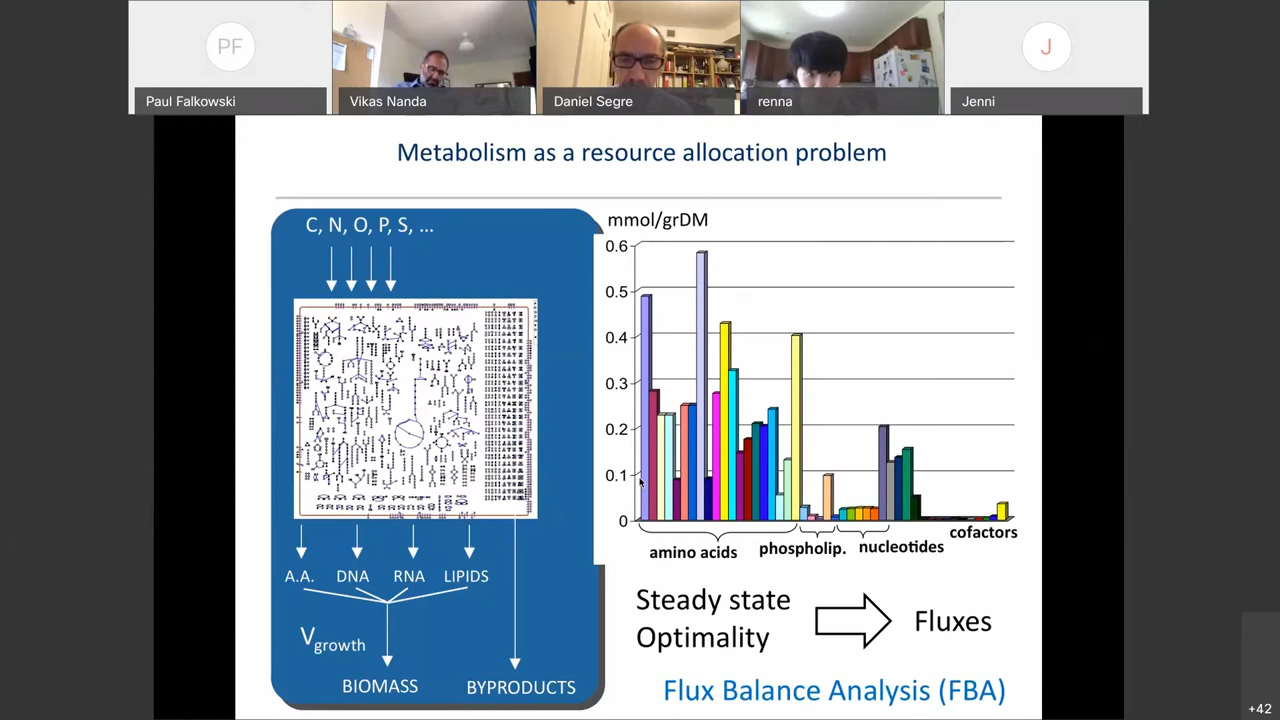 PF
J
Paul Falkowski
Vikas Nanda
Daniel Segre
renna
Jenni
Metabolism as a resource allocation problem
C, N, O, P, S, ...
A.A. DNA RNA LIPIDS
Vgrowth
BIOMASS BYPRODUCTS
mmol/grDM
0.6
0.5
0.4
0.3
0.2
0.1
0
amino acids
phospholip.
nucleotides
cofactors
Steady state
Optimality
Fluxes
Flux Balance Analysis (FBA)
+42